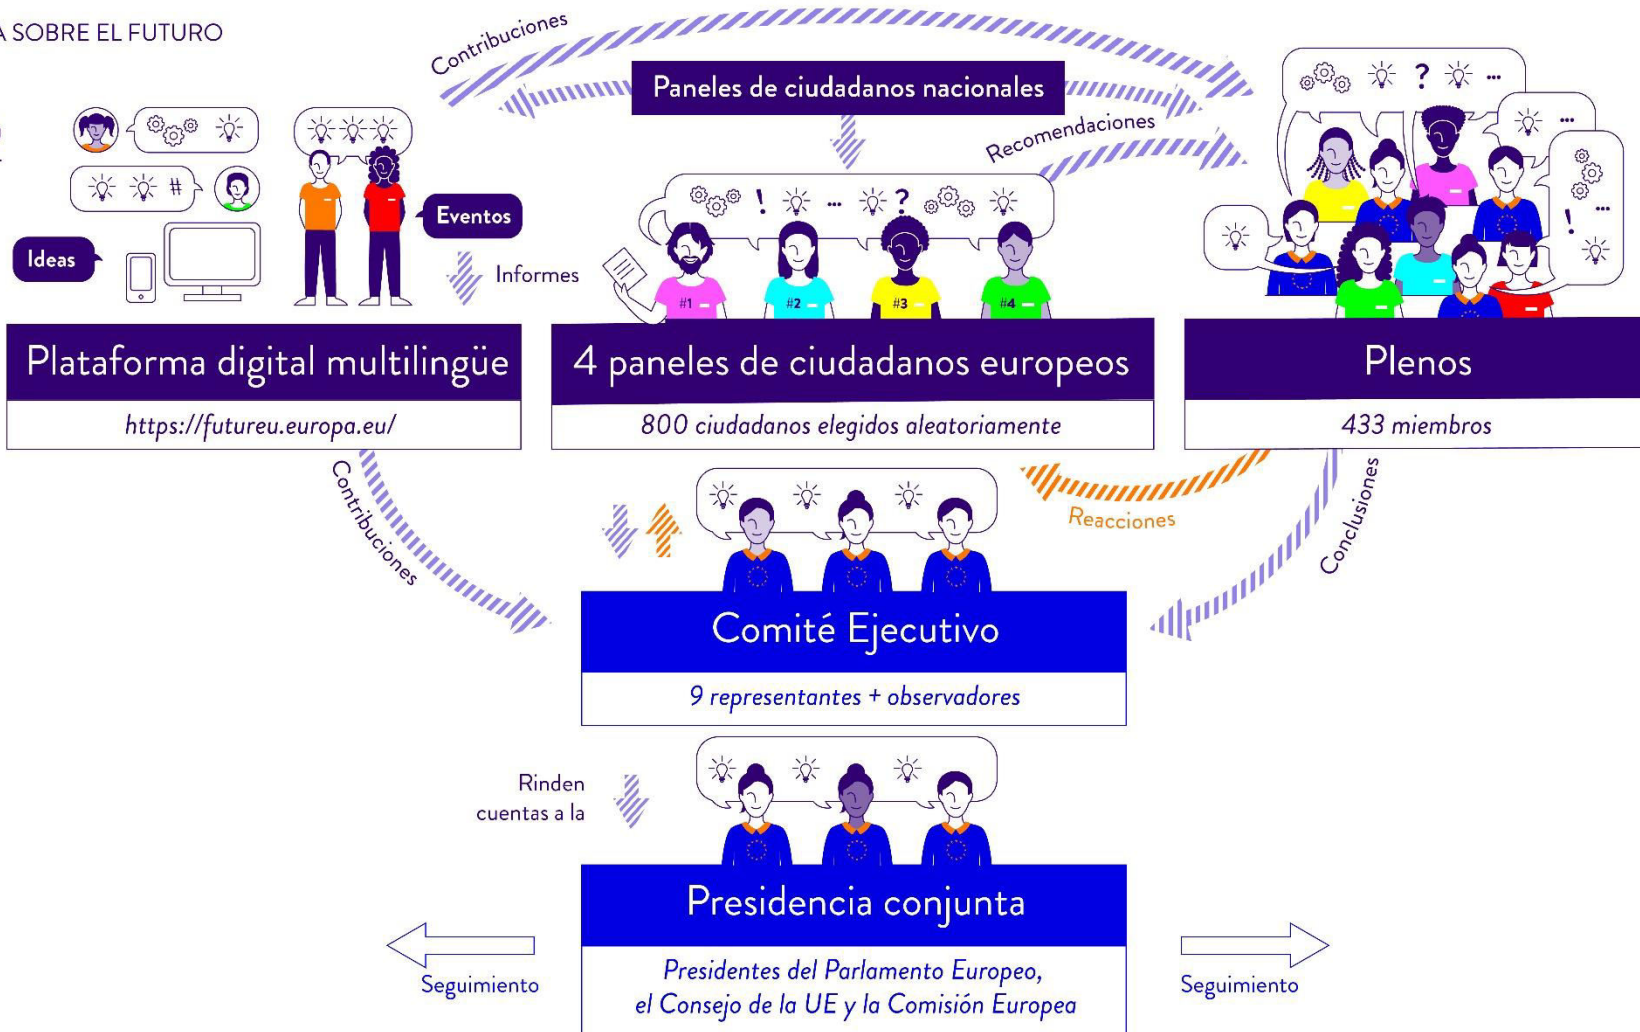 A SOBRE EL FUTURO
Contribuciones
Paneles de ciudadanos nacionales
Recomendaciones
Ideas
Eventos
Informes
#
?
...
!
...
?
#1
#2
#3
#4
...
!
...
Plataforma digital multilingüe
https://futureu.europa.eu/
4 paneles de ciudadanos europeos
800 ciudadanos elegidos aleatoriamente
Plenos
433 miembros
Contribuciones
Reacciones
Conclusiones
Comité Ejecutivo
9 representantes + observadores
Rinden
cuentas a la
Presidencia conjunta
Presidentes del Parlamento Europeo,
el Consejo de la UE y la Comisión Europea
Seguimiento
Seguimiento